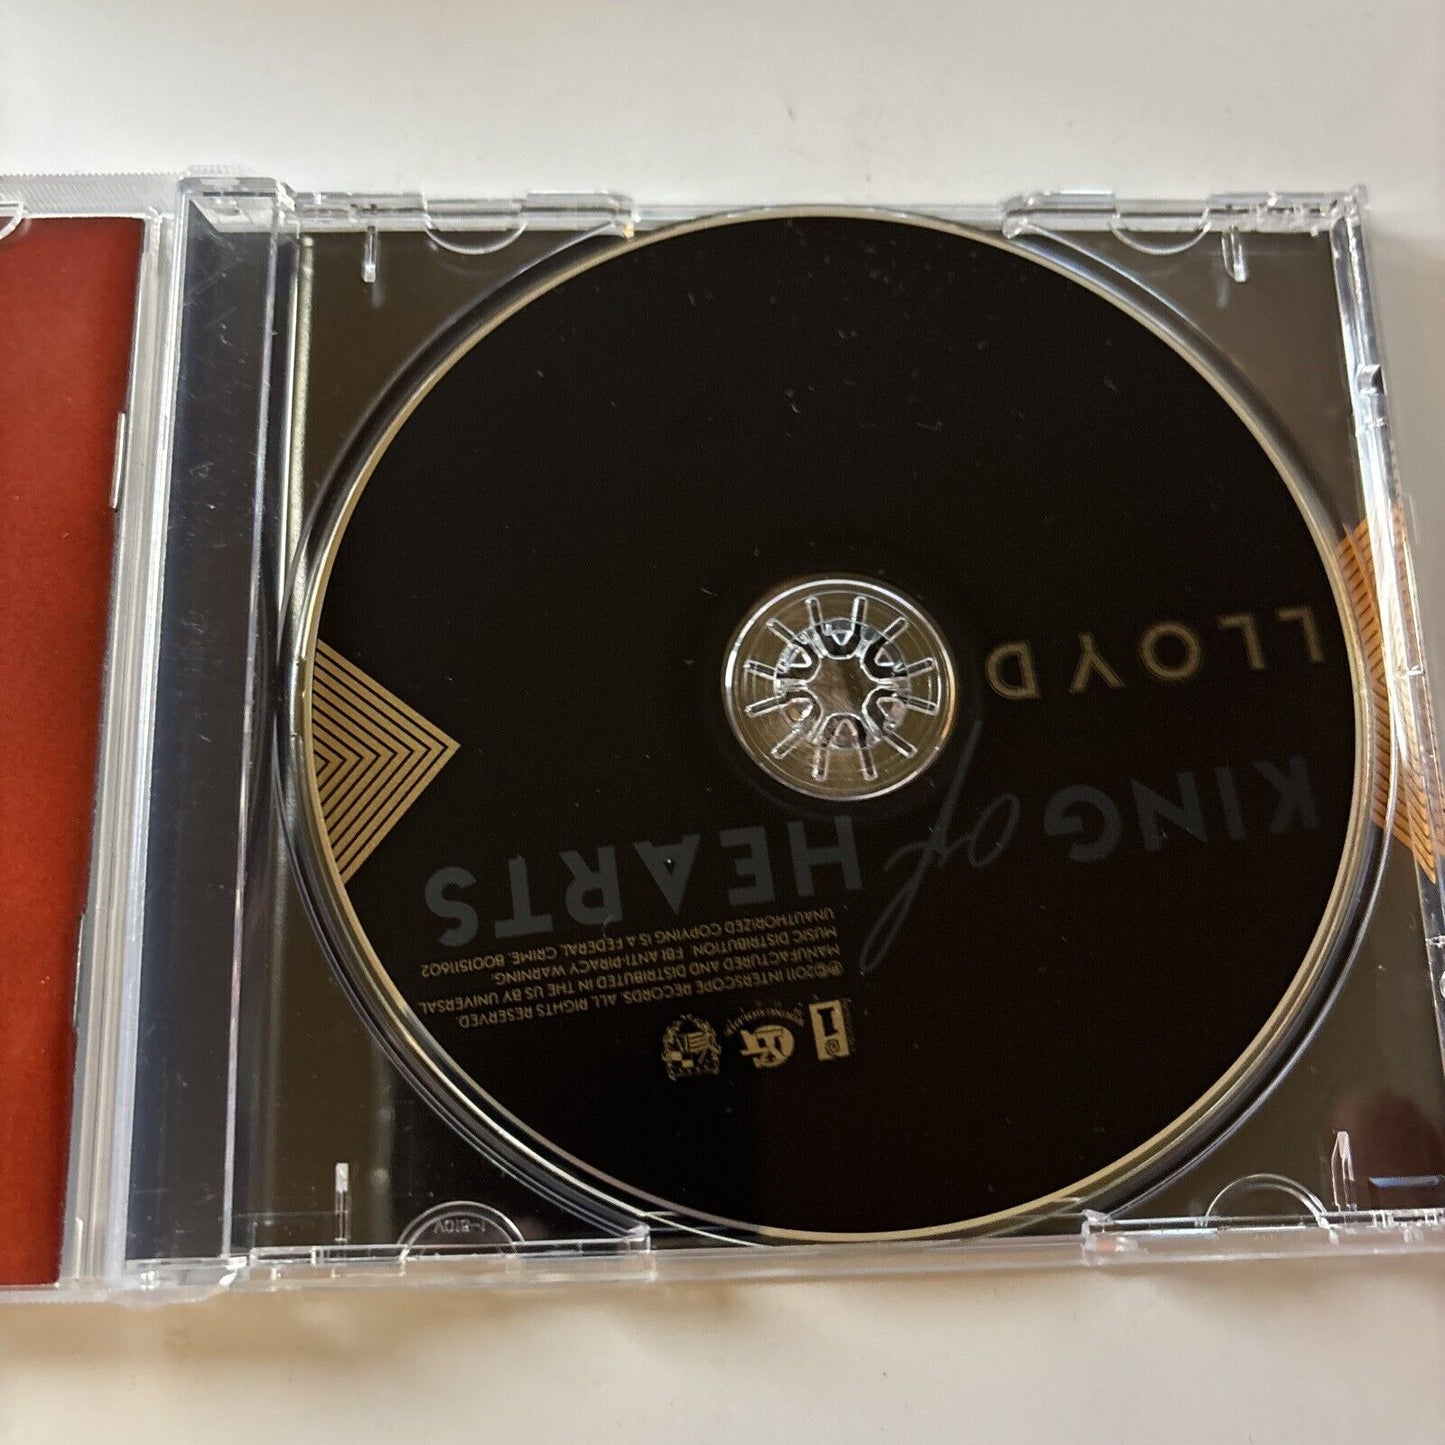 LLOYD
KING of HEARTS
UNAUTHORIZED COPYING IS A FEDERAL CRIME. B001511602
MUSIC DISTRIBUTION. FBI ANTI-PIRACY WARNING:
MANUFACTURED AND DISTRIBUTED IN THE US BY UNIVERSAL
℗©2011 INTERSCOPE RECORDS. ALL RIGHTS RESERVED.